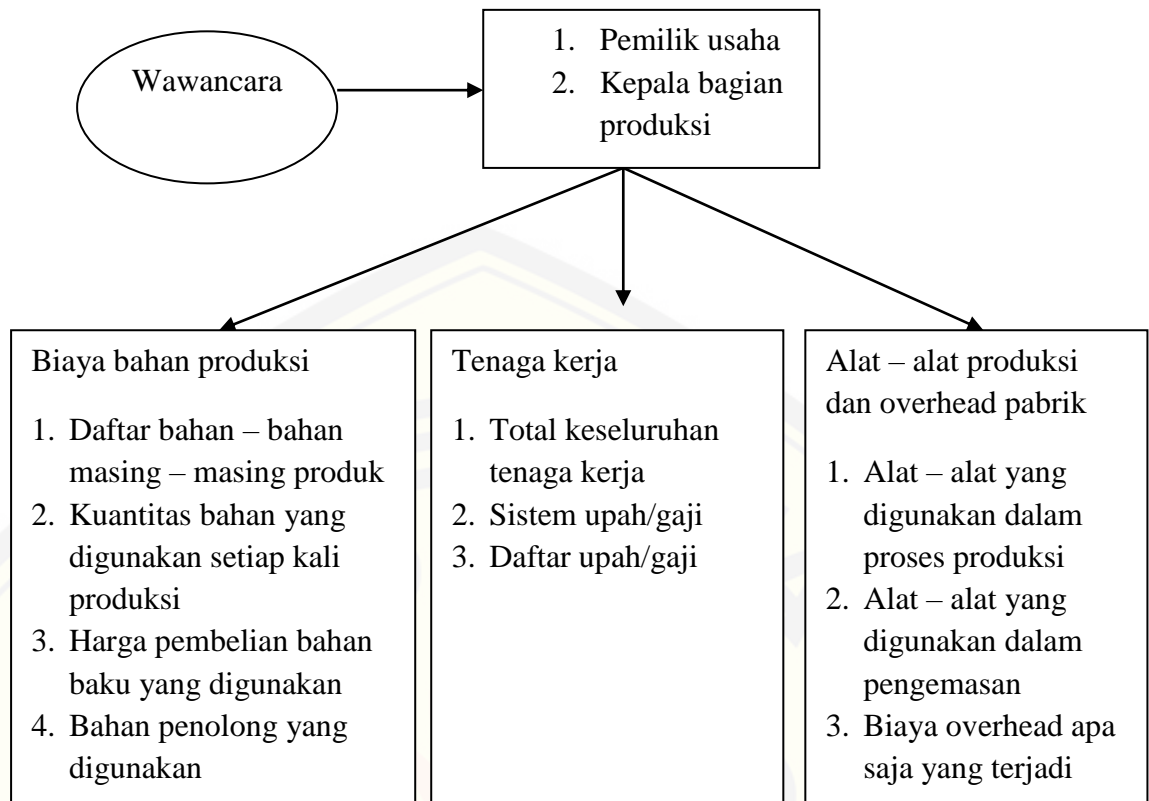 Wawancara
1. Pemilik usaha
2. Kepala bagian
produksi
Biaya bahan produksi
1. Daftar bahan – bahan
masing – masing produk
2. Kuantitas bahan yang
digunakan setiap kali
produksi
3. Harga pembelian bahan
baku yang digunakan
4. Bahan penolong yang
digunakan
Tenaga kerja
1. Total keseluruhan
tenaga kerja
2. Sistem upah/gaji
3. Daftar upah/gaji
Alat – alat produksi
dan overhead pabrik
1. Alat – alat yang
digunakan dalam
proses produksi
2. Alat – alat yang
digunakan dalam
pengemasan
3. Biaya overhead apa
saja yang terjadi